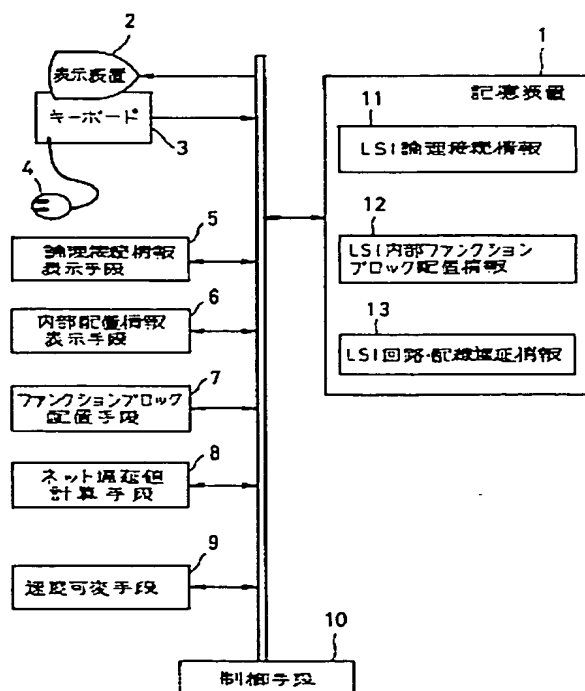 2
表示装置
キーボード
3
4
5
論理接続情報
表示手段
6
内部配置情報
表示手段
7
ファンクションブロック
配置手段
8
ネット遅延値
計算手段
9
速度可変手段
10
制御手段
1
記憶装置
11
LSI論理接続情報
12
LSI内部ファンクション
ブロック配置情報
13
LSI回路・配線遅延情報